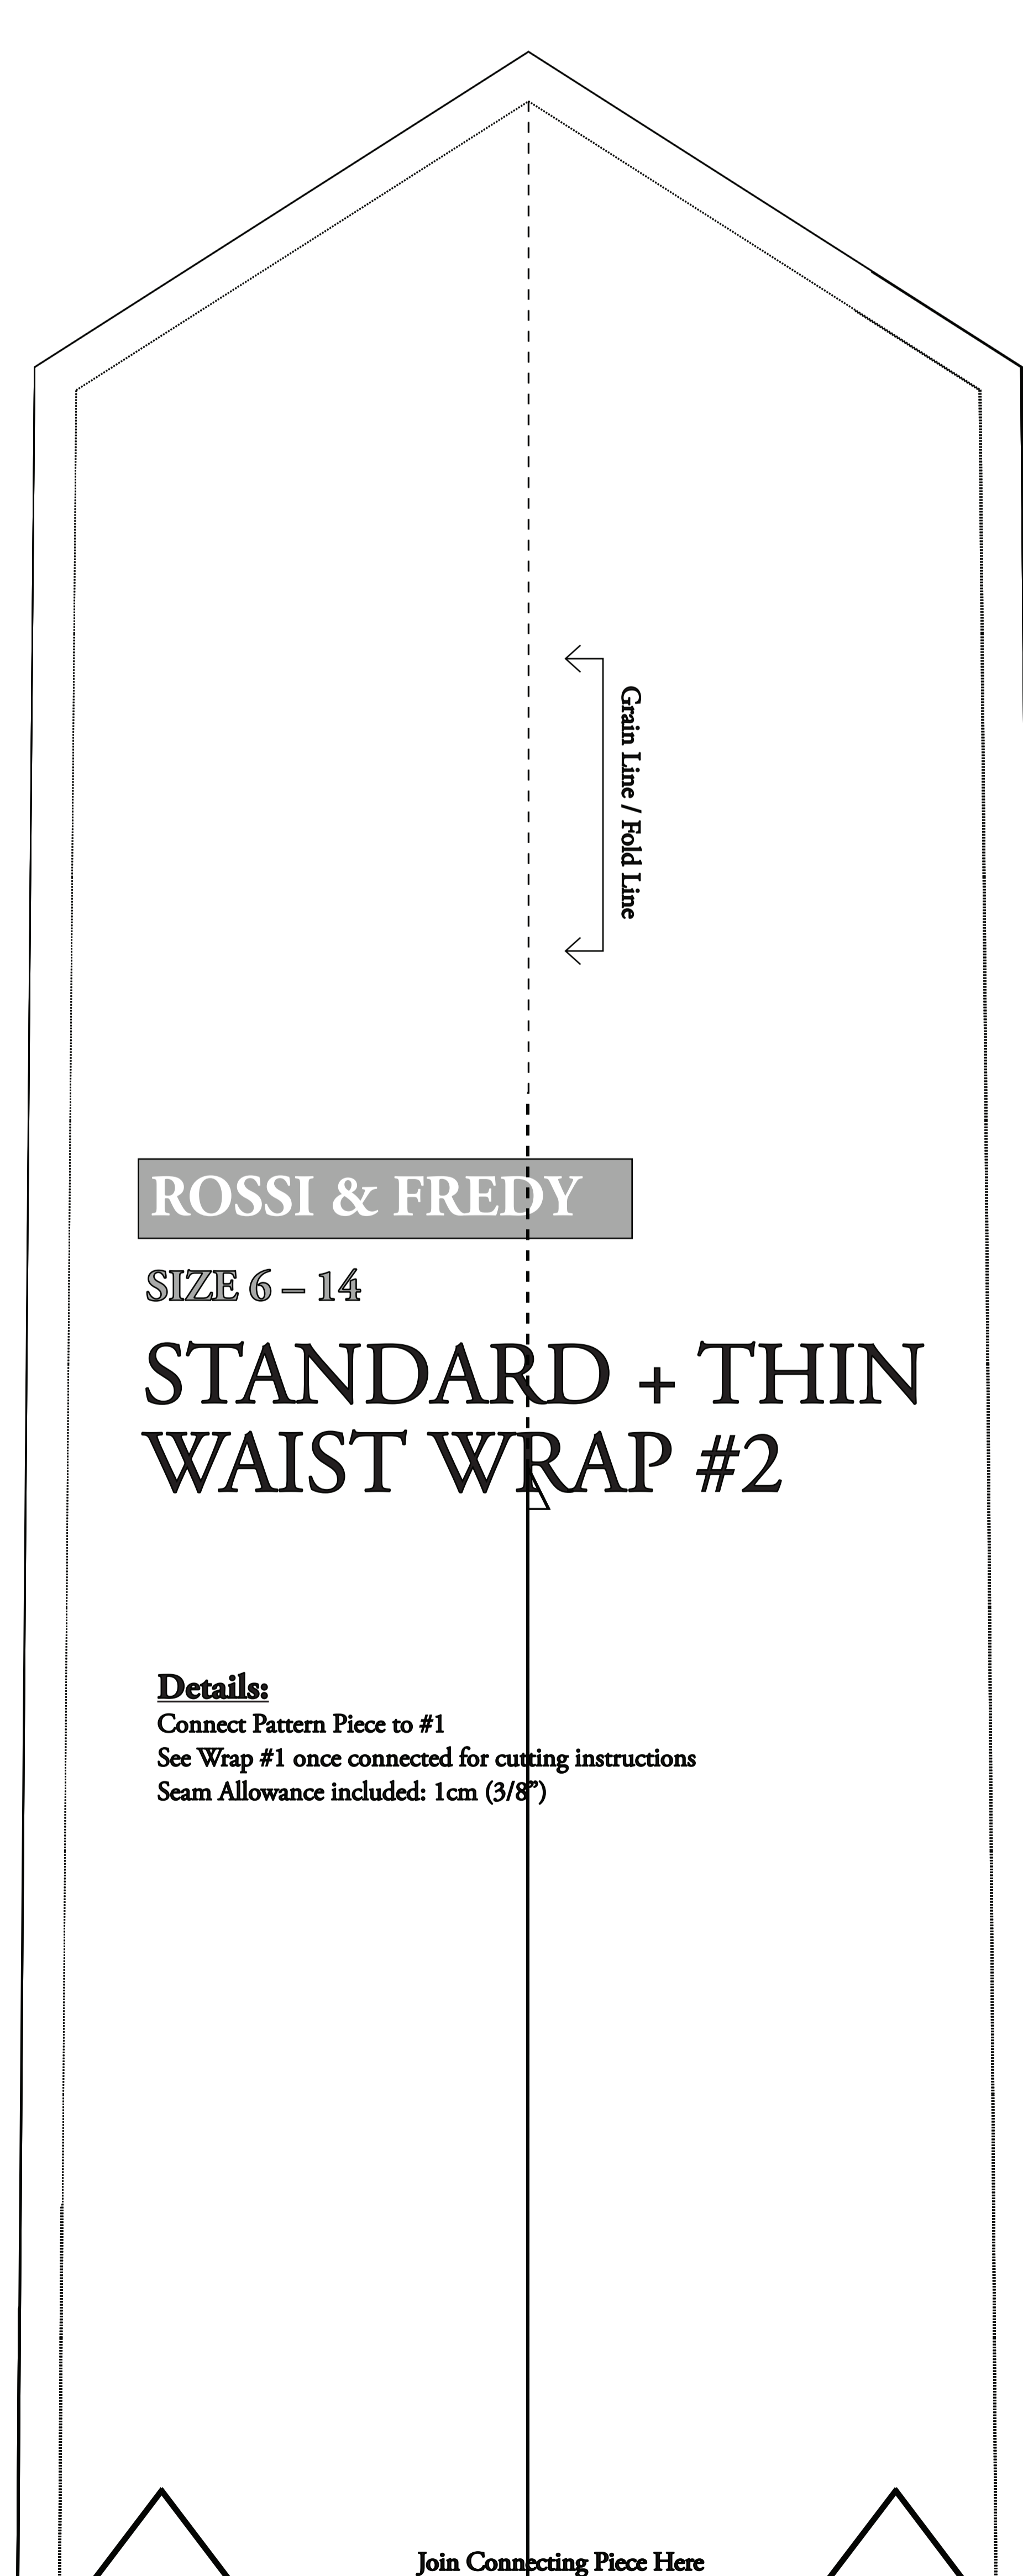 Grain Line / Fold Line
ROSSI & FREDY
SIZE 6 – 14
STANDARD + THIN
WAIST WRAP #2
Details:
Connect Pattern Piece to #1
See Wrap #1 once connected for cutting instructions
Seam Allowance included: 1cm (3/8”)
Join Connecting Piece Here